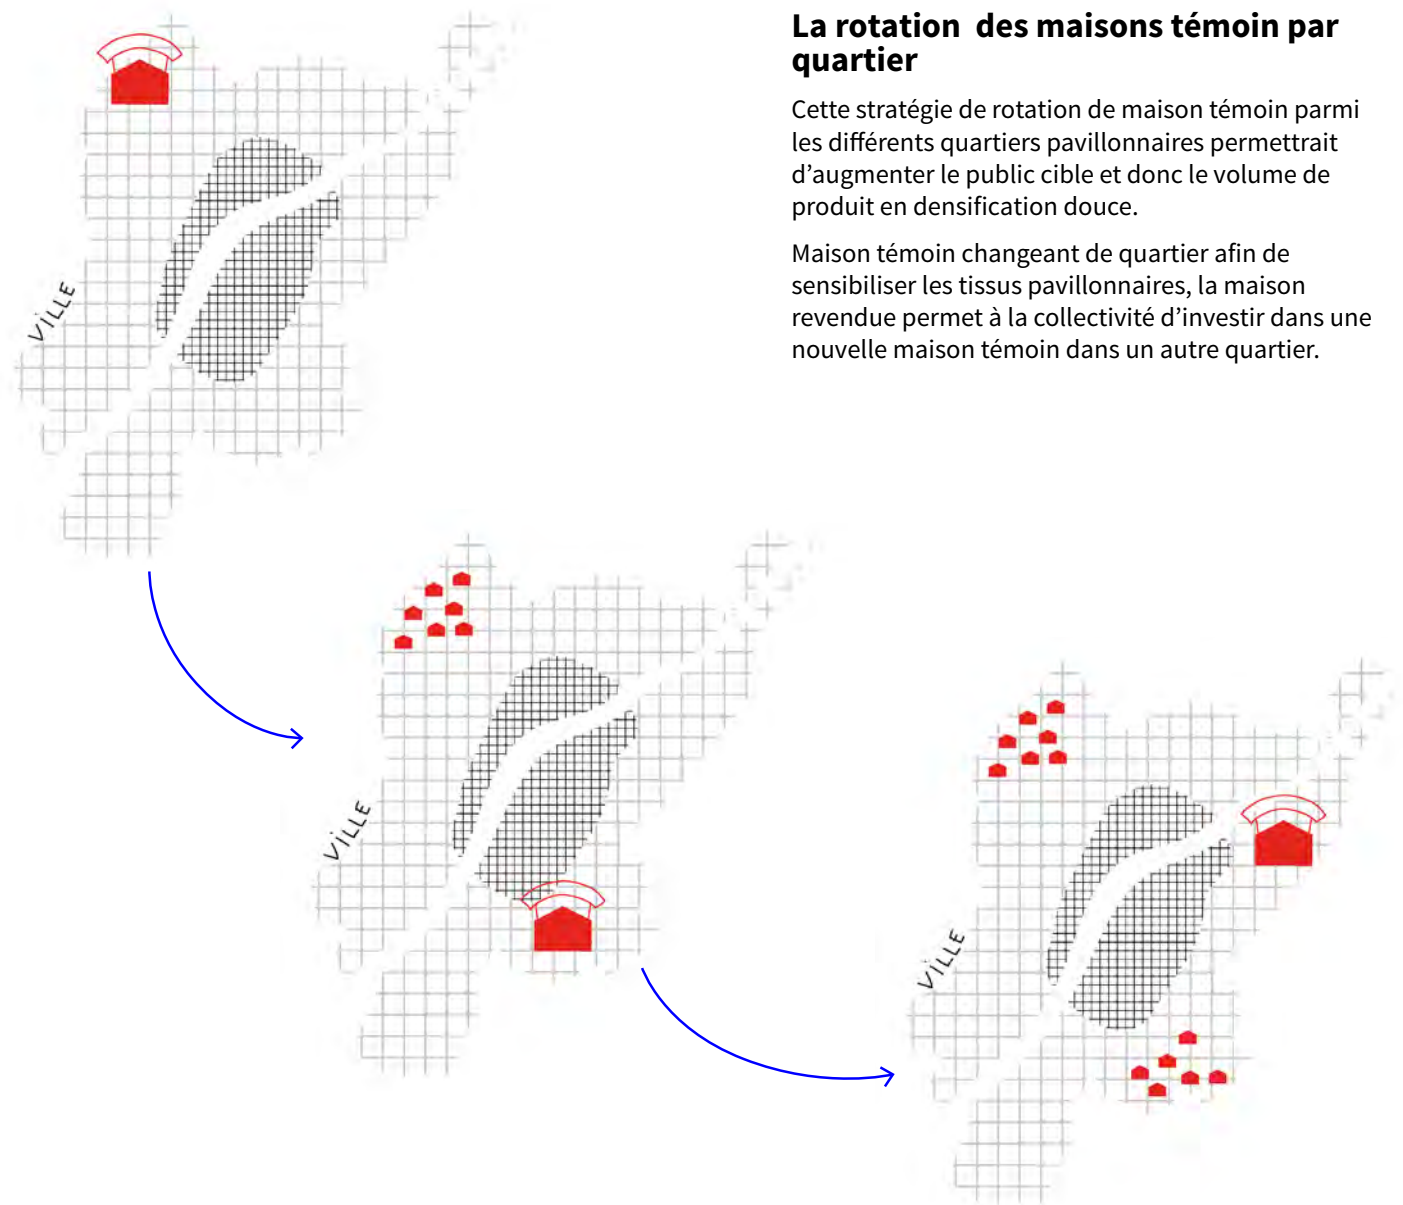 La rotation  des maisons témoin par
quartier
Cette stratégie de rotation de maison témoin parmi
les différents quartiers pavillonnaires permettrait
d'augmenter le public cible et donc le volume de
produit en densification douce.
Maison témoin changeant de quartier afin de
sensibiliser les tissus pavillonnaires, la maison
revendue permet à la collectivité d'investir dans une
nouvelle maison témoin dans un autre quartier.
VILLE
VILLE
VILLE